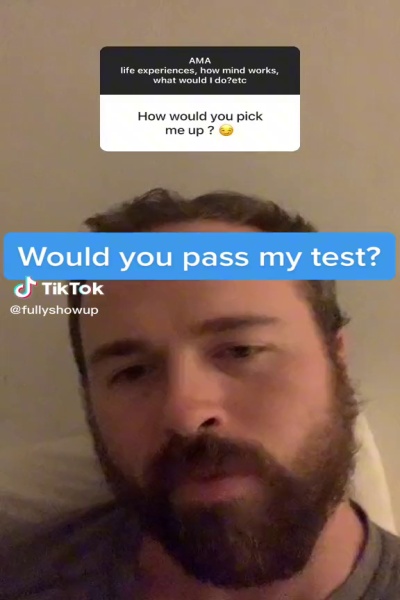 AMA
life experiences, how mind works,
what would I do?etc
How would you pick
me up ? 😏
Would you pass my test?
TikTok
@fullyshowup